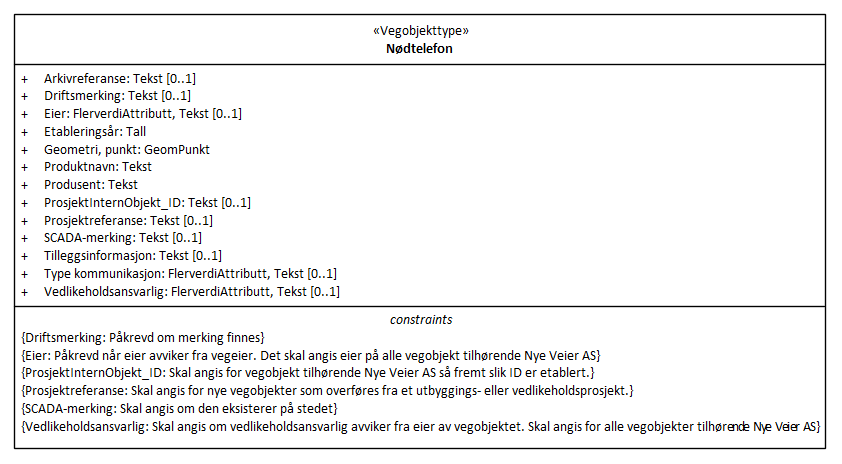 «Vegobjekttype»
Nødtelefon
+ Arkivreferanse: Tekst [0..1]
+ Driftsmerking: Tekst [0..1]
+ Eier: FlerverdiAttributt, Tekst [0..1]
+ Etableringsår: Tall
+ Geometri, punkt: GeomPunkt
+ Produktnavn: Tekst
+ Produsent: Tekst
+ ProsjektInternObjekt_ID: Tekst [0..1]
+ Prosjektreferanse: Tekst [0..1]
+ SCADA-merking: Tekst [0..1]
+ Tilleggsinformasjon: Tekst [0..1]
+ Type kommunikasjon: FlerverdiAttributt, Tekst [0..1]
+ Vedlikeholdsansvarlig: FlerverdiAttributt, Tekst [0..1]
constraints
{Driftsmerking: Påkrevd om merking finnes}
{Eier: Påkrevd når eier avviker fra vegeier. Det skal angis eier på alle vegobjekt tilhørende Nye Veier AS}
{ProsjektInternObjekt_ID: Skal angis for vegobjekt tilhørende Nye Veier AS så fremt slik ID er etablert.}
{Prosjektreferanse: Skal angis for nye vegobjekter som overføres fra et utbyggings- eller vedlikeholdsprosjekt.}
{SCADA-merking: Skal angis om den eksisterer på stedet}
{Vedlikeholdsansvarlig: Skal angis om vedlikeholdsansvarlig avviker fra eier av vegobjektet. Skal angis for alle vegobjekter tilhørende Nye Veier AS}